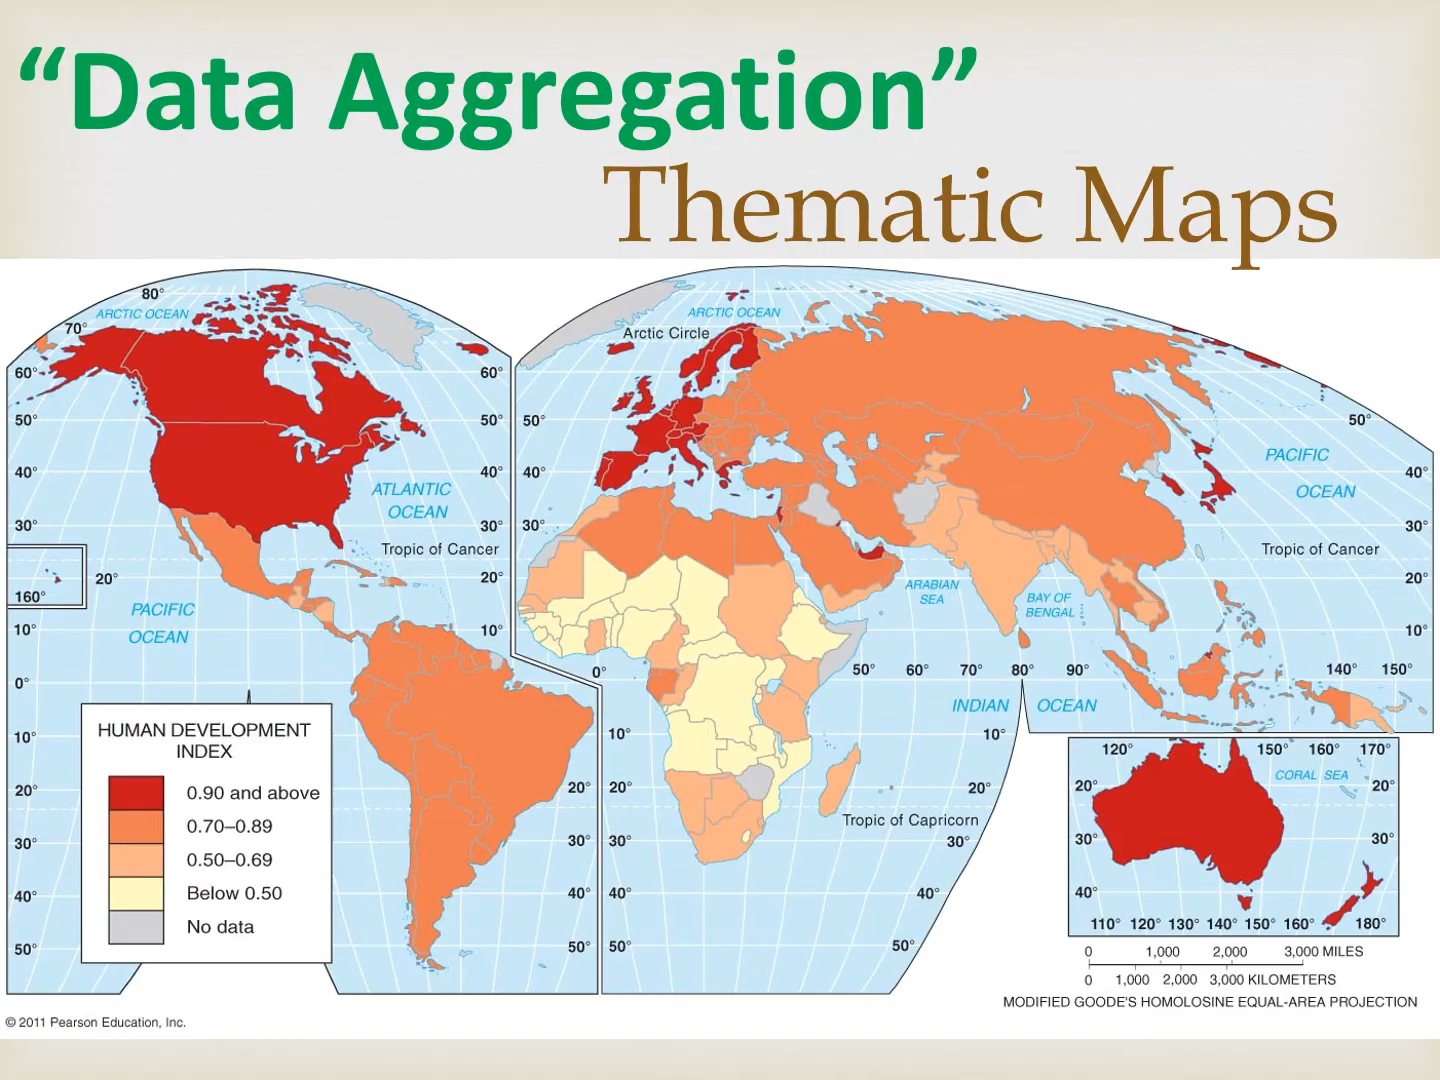 “Data Aggregation”
Thematic Maps
80°
ARCTIC OCEAN
70°
60°
50°
40°
30°
20°
160°
10°
0°
10°
20°
30°
40°
50°
PACIFIC
OCEAN
ATLANTIC
OCEAN
Tropic of Cancer
60°
50°
40°
30°
20°
10°
20°
30°
40°
50°
HUMAN DEVELOPMENT
INDEX
0.90 and above
0.70–0.89
0.50–0.69
Below 0.50
No data
ARCTIC OCEAN
Arctic Circle
50°
40°
30°
0°
10°
20°
30°
40°
50°
ARABIAN
SEA
BAY OF
BENGAL
50° 60° 70° 80° 90°
INDIAN OCEAN
10°
20°
Tropic of Capricorn
30°
40°
50°
50°
PACIFIC
OCEAN
40°
30°
Tropic of Cancer
20°
10°
140° 150°
120° 150° 160° 170°
CORAL SEA
20° 20°
30° 30°
40°
110° 120° 130° 140° 150° 160° 180°
0 1,000 2,000 3,000 MILES
0 1,000 2,000 3,000 KILOMETERS
MODIFIED GOODE'S HOMOLOSINE EQUAL-AREA PROJECTION
© 2011 Pearson Education, Inc.